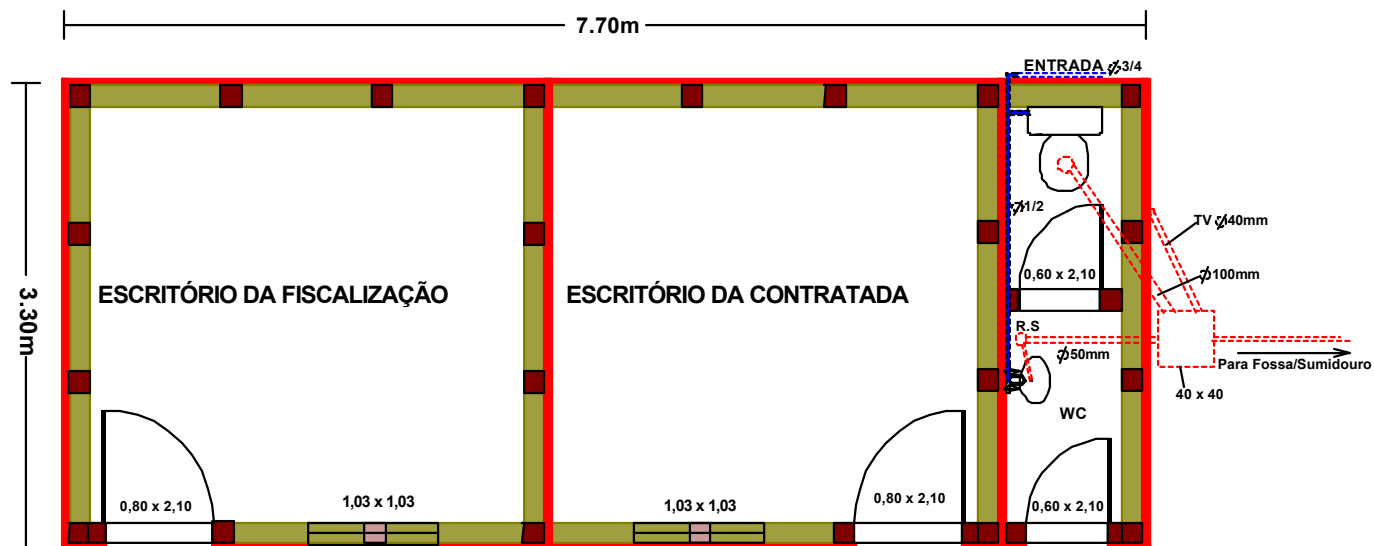 7.70m
ENTRADA ∅3/4
∅1/2
TV ∅40mm
0,60 x 2,10
∅100mm
3.30m
ESCRITÓRIO DA FISCALIZAÇÃO
ESCRITÓRIO DA CONTRATADA
R.S
∅50mm
Para Fossa/Sumidouro
40 x 40
WC
0,80 x 2,10
1,03 x 1,03
1,03 x 1,03
0,80 x 2,10
0,60 x 2,10